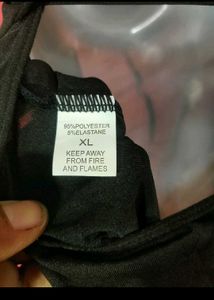 95%POLYESTER
5%ELASTANE
XL
KEEP AWAY
FROM FIRE
AND FLAMES